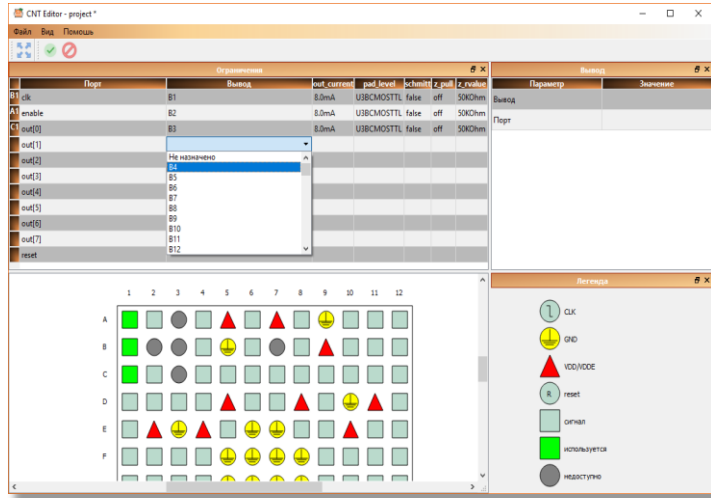 CNT Editor - project *
Файл Вид Помошь
Ограничения
Порт Вывод out_current pad_level schmitt z_pull z_rvalue
B1 clk B1 8.0mA U3BCMOSTTL false off 50KOhm
A1 enable B2 8.0mA U3BCMOSTTL false off 50KOhm
C1 out[0] B3 8.0mA U3BCMOSTTL false off 50KOhm
out[1]
out[2]
out[3]
out[4]
out[5]
out[6]
out[7]
reset
Не назначено
B4
B5
B6
B7
B8
B9
B10
B11
B12
Вывод
Параметр Значение
Вывод
Порт
1 2 3 4 5 6 7 8 9 10 11 12
A
B
C
D
E
F
Легенда
CLK
GND
VDD/VDDE
R reset
сигнал
используется
недоступно